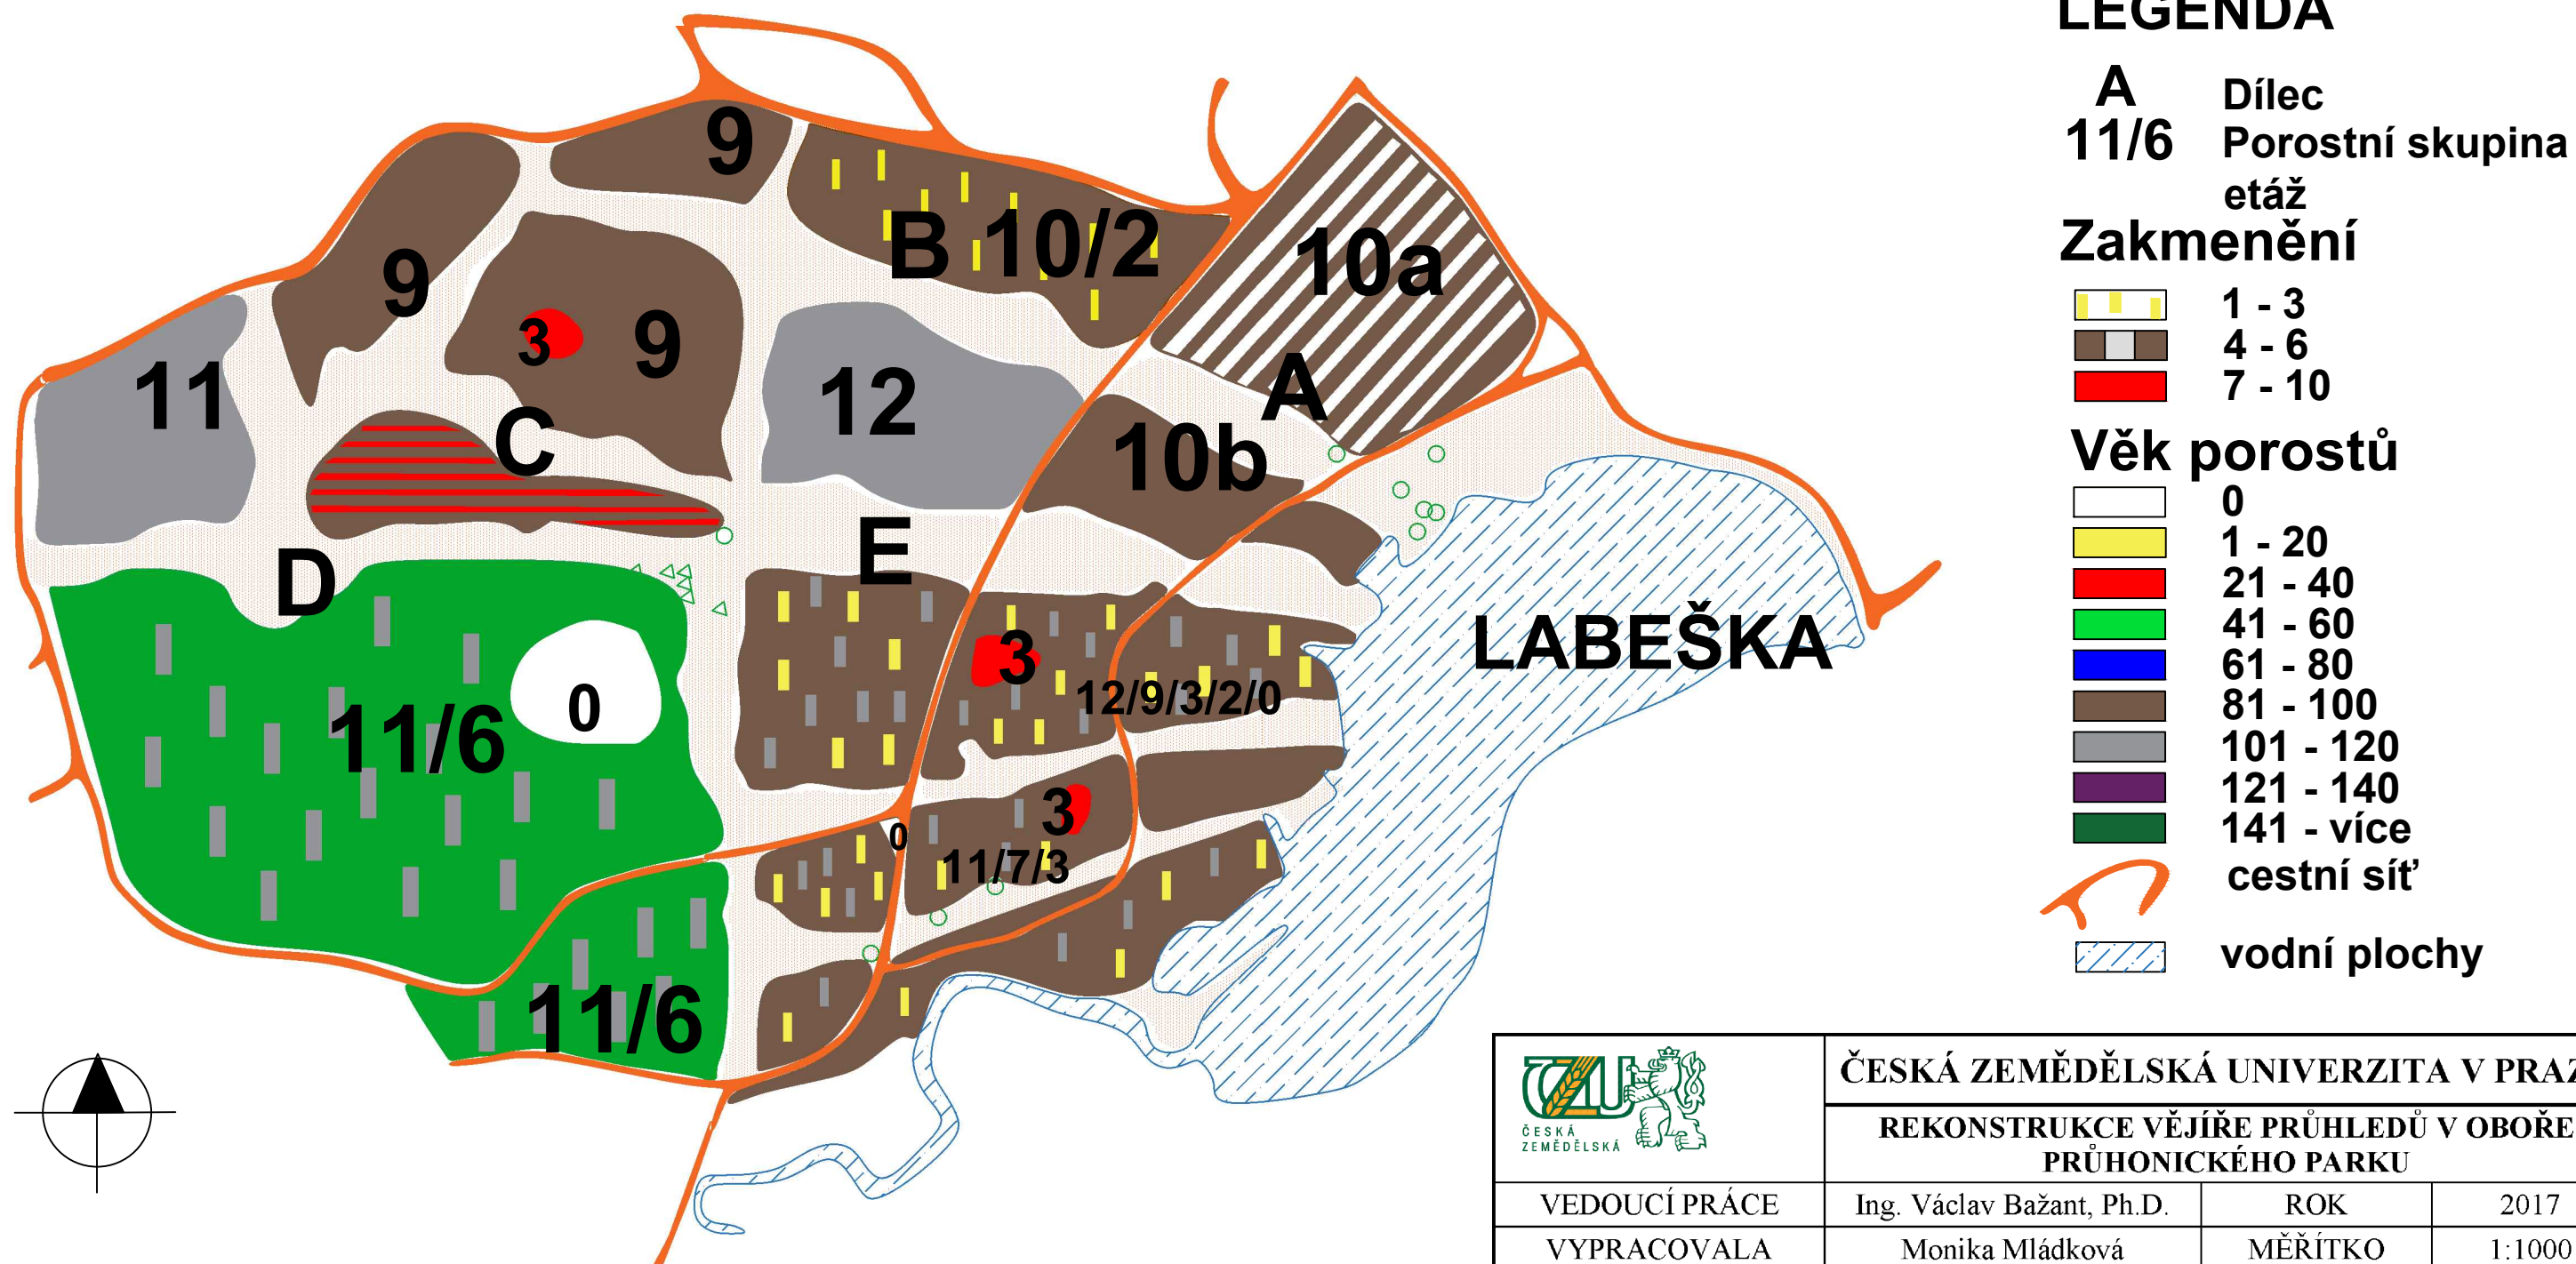 LEGENDA
A Dílec
11/6 Porostní skupina
etáž
Zakmenění
1 - 3
4 - 6
7 - 10
Věk porostů
0
1 - 20
21 - 40
41 - 60
61 - 80
81 - 100
101 - 120
121 - 140
141 - více
cestní síť
vodní plochy
9
9
B 10/2
10a
3
9
11
12
A
C
10b
E
D
LABEŠKA
3
12/9/3/2/0
0
11/6
3
0
11/7/3
11/6
ČESKÁ
ZEMĚDĚLSKÁ
ČESKÁ ZEMĚDĚLSKÁ UNIVERZITA V
REKONSTRUKCE VĚJÍŘE PRŮHLEDŮ V OBOŘE
PRŮHONICKÉHO PARKU
VEDOUCÍ PRÁCE Ing. Václav Bažant, Ph.D. ROK 2017
VYPRACOVALA Monika Mládková MĚŘÍTKO 1:1000